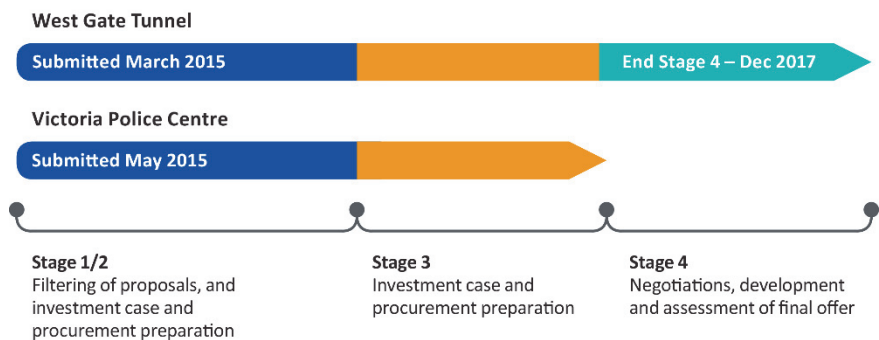 West Gate Tunnel
Submitted March 2015
End Stage 4 – Dec 2017
Victoria Police Centre
Submitted May 2015
Stage 1/2
Filtering of proposals, and
investment case and
procurement preparation
Stage 3
Investment case and
procurement preparation
Stage 4
Negotiations, development
and assessment of final offer